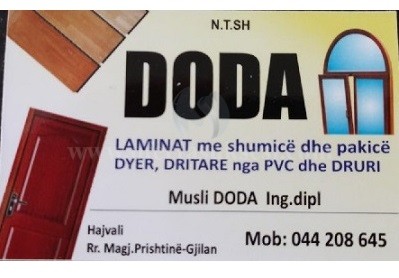 N.T.SH
DODA
LAMINAT me shumicë dhe pakicë
DYER, DRITARE nga PVC dhe DRURI
Musli DODA Ing.dipl
Hajvali
Rr. Magj.Prishtinë-Gjilan
Mob: 044 208 645